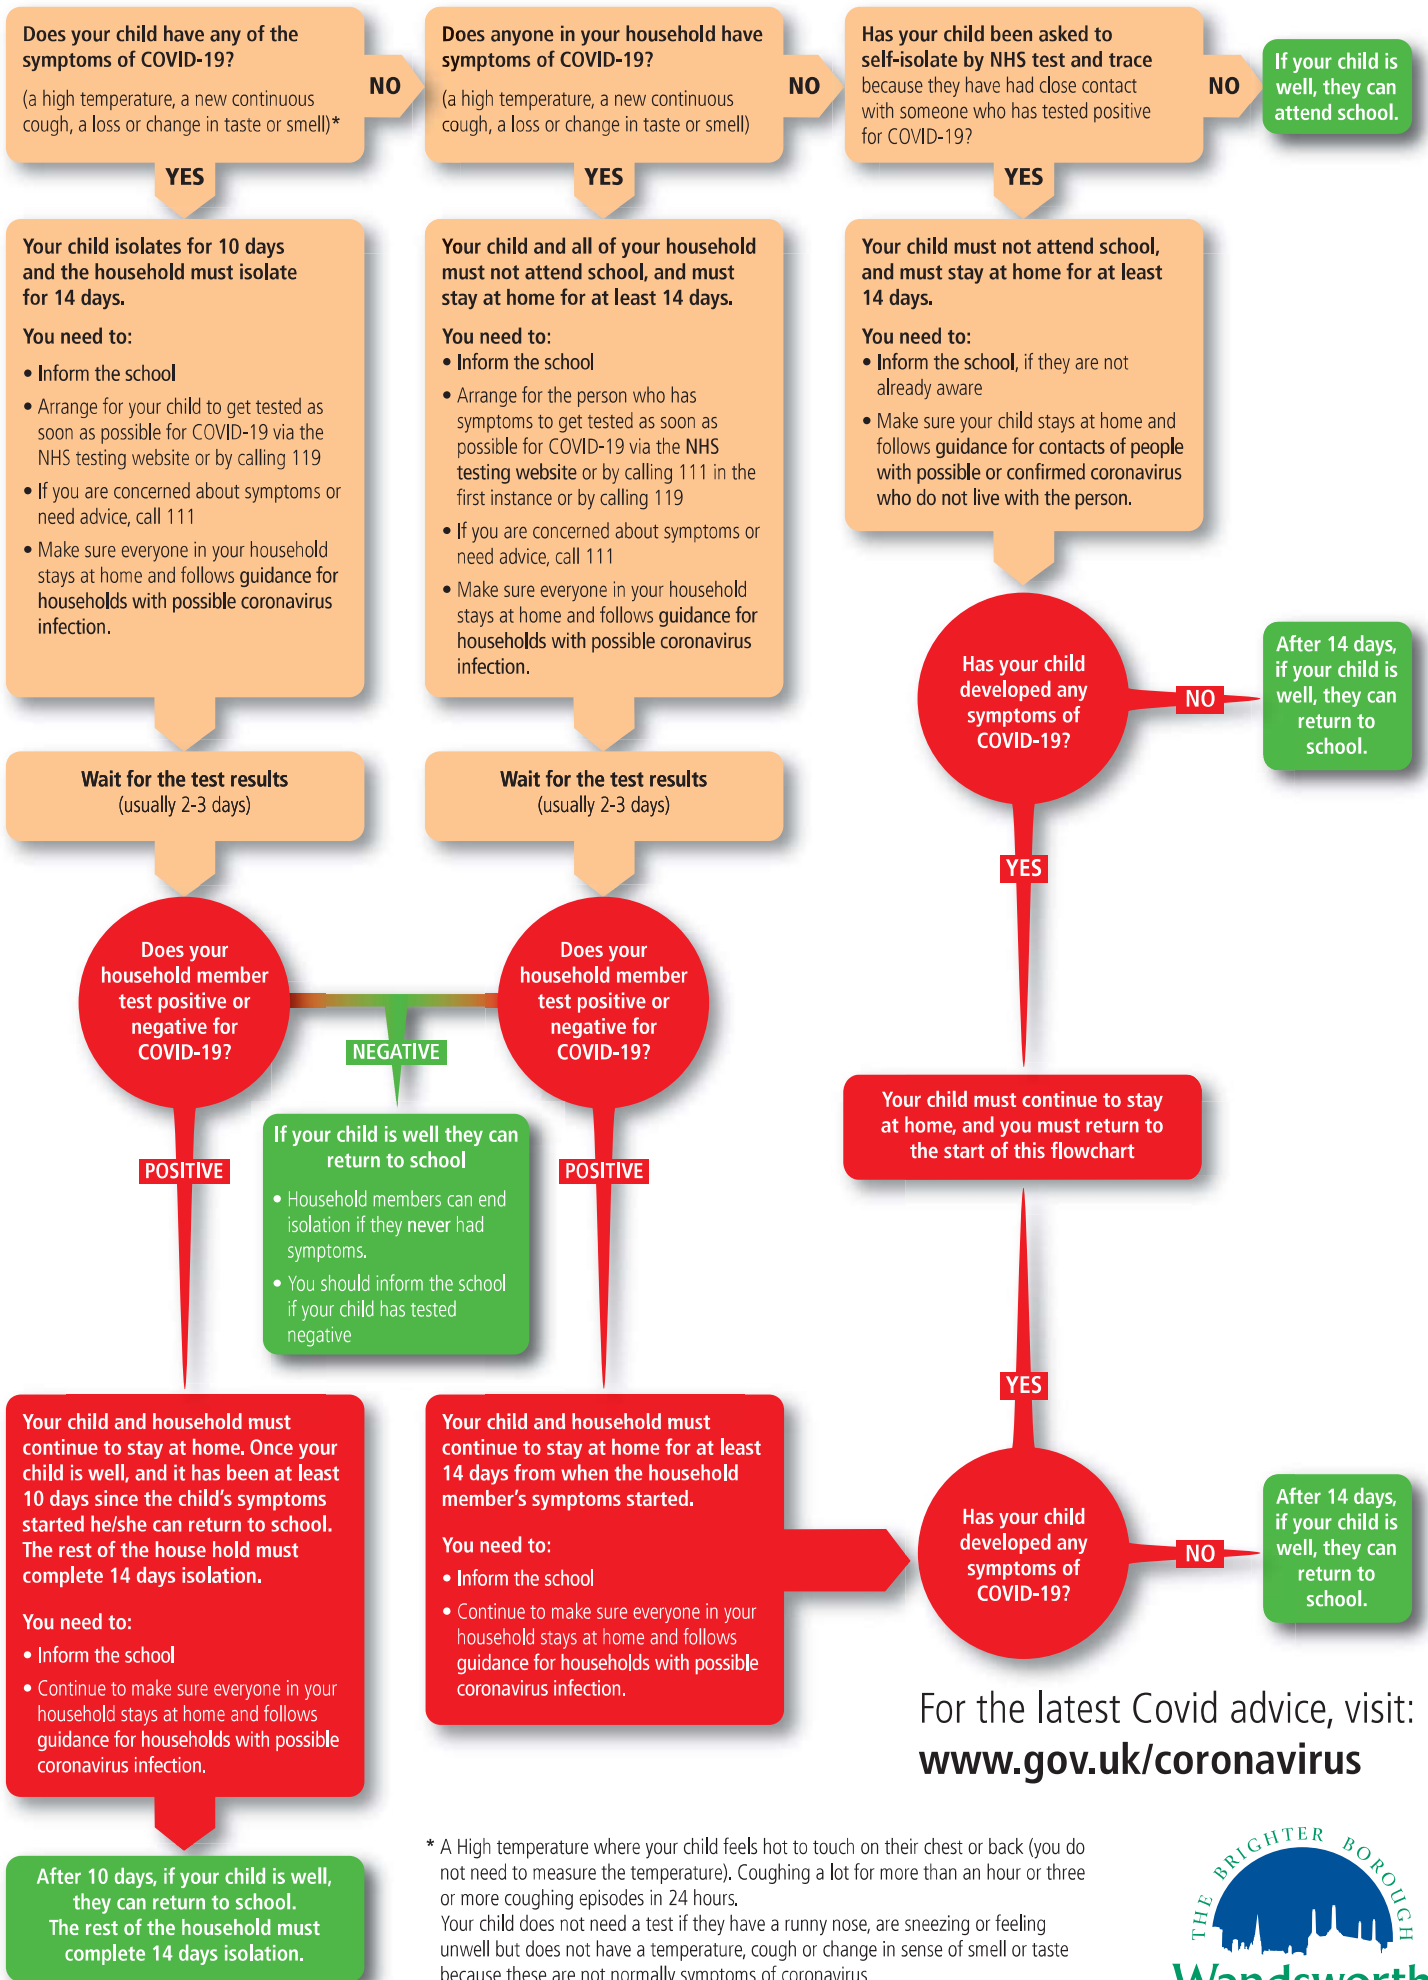 Does your child have any of the
symptoms of COVID-19?
(a high temperature, a new continuous
cough, a loss or change in taste or smell)*
NO
YES
Does anyone in your household have
symptoms of COVID-19?
(a high temperature, a new continuous
cough, a loss or change in taste or smell)
NO
YES
Has your child been asked to
self-isolate by NHS test and trace
because they have had close contact
with someone who has tested positive
for COVID-19?
NO
YES
If your child is
well, they can
attend school.
Your child isolates for 10 days
and the household must isolate
for 14 days.
You need to:
• Inform the school
• Arrange for your child to get tested as
soon as possible for COVID-19 via the
NHS testing website or by calling 119
• If you are concerned about symptoms or
need advice, call 111
• Make sure everyone in your household
stays at home and follows guidance for
households with possible coronavirus
infection.
Your child and all of your household
must not attend school, and must
stay at home for at least 14 days.
You need to:
• Inform the school
• Arrange for the person who has
symptoms to get tested as soon as
possible for COVID-19 via the NHS
testing website or by calling 111 in the
first instance or by calling 119
• If you are concerned about symptoms or
need advice, call 111
• Make sure everyone in your household
stays at home and follows guidance for
households with possible coronavirus
infection.
Your child must not attend school,
and must stay at home for at least
14 days.
You need to:
• Inform the school, if they are not
already aware
• Make sure your child stays at home and
follows guidance for contacts of people
with possible or confirmed coronavirus
who do not live with the person.
Has your child
developed any
symptoms of
COVID-19?
NO
After 14 days,
if your child is
well, they can
return to
school.
YES
Wait for the test results
(usually 2-3 days)
Wait for the test results
(usually 2-3 days)
Does your
household member
test positive or
negative for
COVID-19?
NEGATIVE
Does your
household member
test positive or
negative for
COVID-19?
POSITIVE
If your child is well they can
return to school
• Household members can end
isolation if they never had
symptoms.
• You should inform the school
if your child has tested
negative
POSITIVE
Your child must continue to stay
at home, and you must return to
the start of this flowchart
YES
Your child and household must
continue to stay at home. Once your
child is well, and it has been at least
10 days since the child's symptoms
started he/she can return to school.
The rest of the house hold must
complete 14 days isolation.
You need to:
• Inform the school
• Continue to make sure everyone in your
household stays at home and follows
guidance for households with possible
coronavirus infection.
Your child and household must
continue to stay at home for at least
14 days from when the household
member's symptoms started.
You need to:
• Inform the school
• Continue to make sure everyone in your
household stays at home and follows
guidance for households with possible
coronavirus infection.
Has your child
developed any
symptoms of
COVID-19?
NO
After 14 days,
if your child is
well, they can
return to
school.
For the latest Covid advice, visit:
www.gov.uk/coronavirus
After 10 days, if your child is well,
they can return to school.
The rest of the household must
complete 14 days isolation.
* A High temperature where your child feels hot to touch on their chest or back (you do
not need to measure the temperature). Coughing a lot for more than an hour or three
or more coughing episodes in 24 hours.
Your child does not need a test if they have a runny nose, are sneezing or feeling
unwell but does not have a temperature, cough or change in sense of smell or taste
because these are not normally symptoms of coronavirus
THE BRIGHTER BOROUGH
Wandsworth